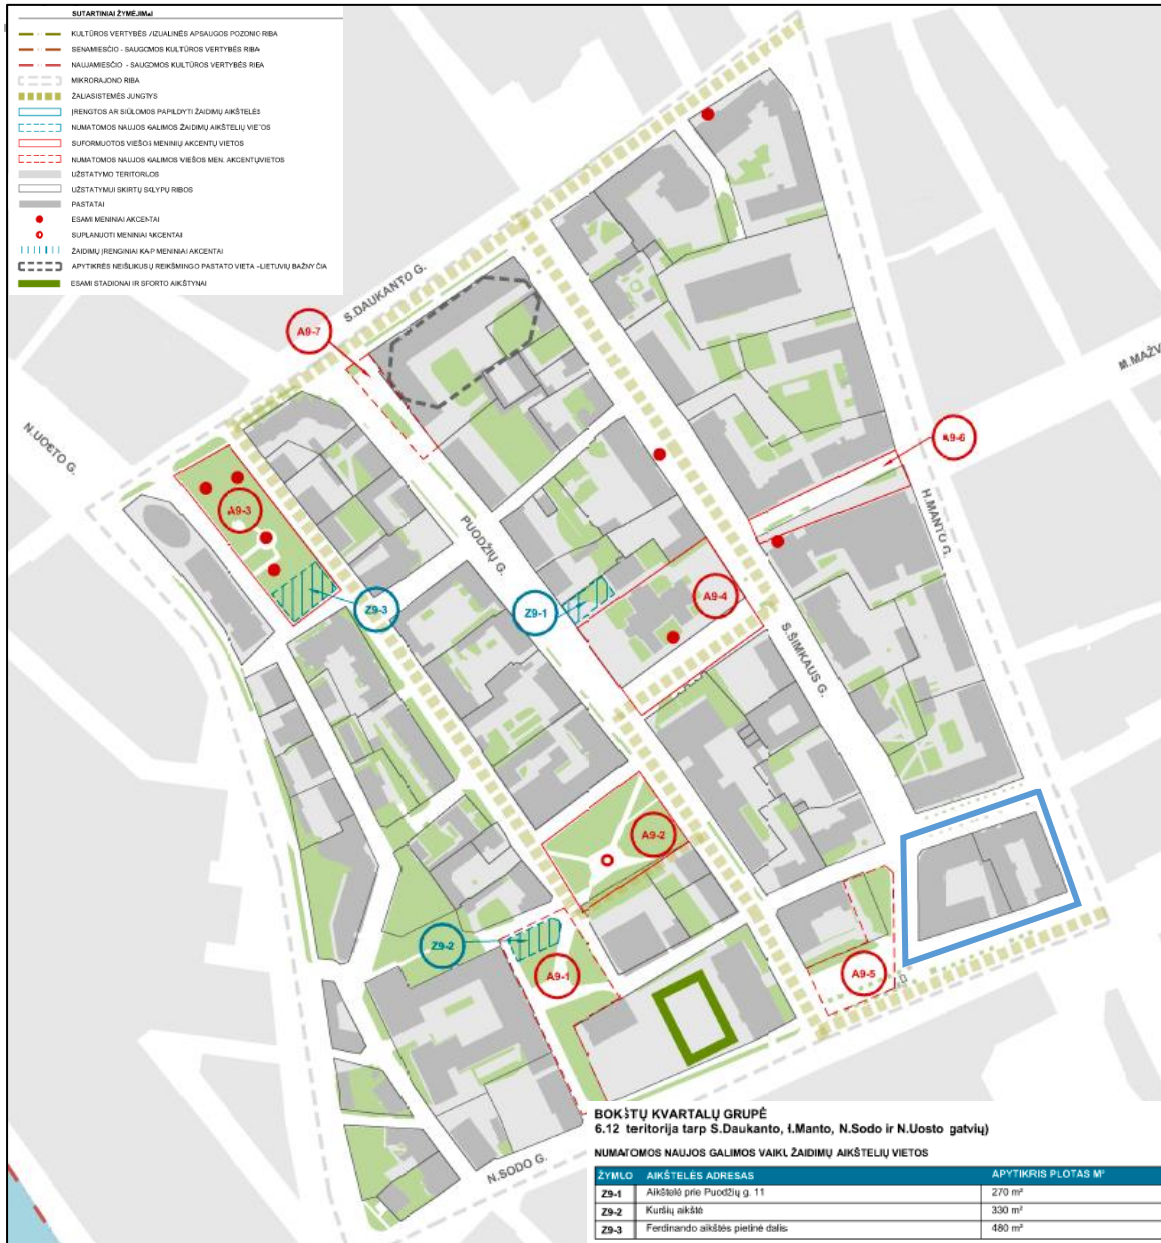 SUTARTINIAI ŽYMĖJIMAI
KULTŪROS VERTYBĖS VIZUALINĖS APSAUGOS POZONIO RIBA
SENAMIESČIO - SAUGOMOS KULTŪROS VERTYBĖS RIBA
NAUJAMIESČIO - SAUGOMOS KULTŪROS VERTYBĖS RIBA
MIKRORAJONO RIBA
ŽALIASISTEMĖS JUNGTYS
ĮRENGTOS AR SIŪLOMOS PAPILDYTI ŽAIDIMŲ AIKŠTELĖS
NUMATOMOS NAUJOS GALIMOS ŽAIDIMŲ AIKŠTELIŲ VIETOS
SUFORMUOTOS VIEŠOS MENINIŲ AKCENTŲ VIETOS
NUMATOMOS NAUJOS GALIMOS VIEŠOS MEN. AKCENTŲ VIETOS
UŽSTATYMO TERITORIJOS
UŽSTATYMUI SKIRTŲ SKLYPŲ RIBOS
PASTATAI
ESAMI MENINIAI AKCENTAI
SUPLANUOTI MENINIAI AKCENTAI
ŽAIDIMŲ ĮRENGINIAI KAIP MENINIAI AKCENTAI
APYTIKRĖS NEIŠLIKUSIŲ REIKŠMINGO PASTATO VIETA - LIETUVIŲ BAŽNYČIA
ESAMI STADIONAI IR SPORTO AIKŠTYNAI
S.DAUKANTO G.
A9-7
M.MAŽV
N.UOSTO G.
A9-6
A9-3
H.MANTO G.
PUODŽIŲ G.
Z9-3
Z9-1
A9-4
S.ŠIMKAUS G.
A9-2
Z9-2
A9-1
A9-5
N.SODO G.
BOKŠTŲ KVARTALŲ GRUPĖ
6.12 teritorija tarp S.Daukanto, H.Manto, N.Sodo ir N.Uosto gatvių)
NUMATOMOS NAUJOS GALIMOS VAIKŲ ŽAIDIMŲ AIKŠTELIŲ VIETOS
ŽYMUO AIKŠTELĖS ADRESAS APYTIKRIS PLOTAS M²
Z9-1 Aikštelė prie Puodžių g. 11 270 m²
Z9-2 Kuršių aikštė 330 m²
Z9-3 Ferdinando aikštės pietinė dalis 480 m²